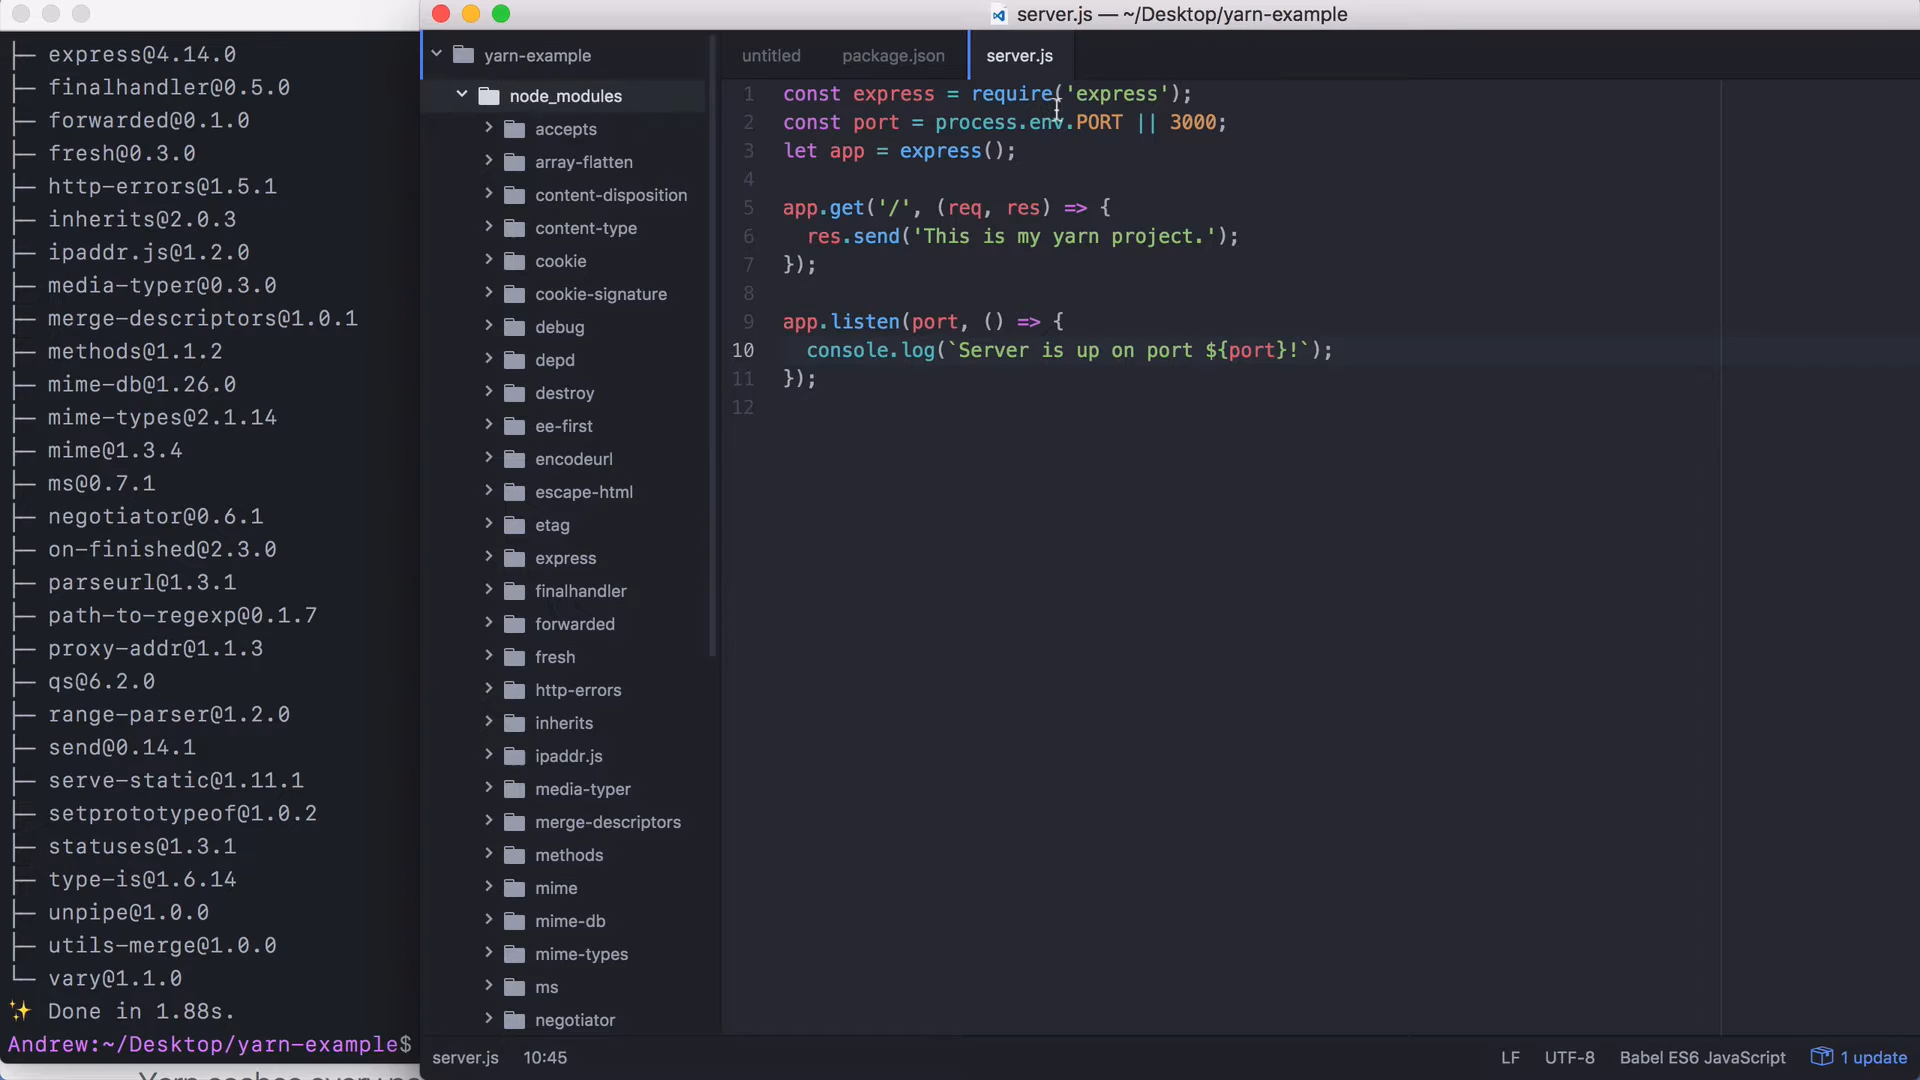 ├─ express@4.14.0
├─ finalhandler@0.5.0
├─ forwarded@0.1.0
├─ fresh@0.3.0
├─ http-errors@1.5.1
├─ inherits@2.0.3
├─ ipaddr.js@1.2.0
├─ media-typer@0.3.0
├─ merge-descriptors@1.0.1
├─ methods@1.1.2
├─ mime-db@1.26.0
├─ mime-types@2.1.14
├─ mime@1.3.4
├─ ms@0.7.1
├─ negotiator@0.6.1
├─ on-finished@2.3.0
├─ parseurl@1.3.1
├─ path-to-regexp@0.1.7
├─ proxy-addr@1.1.3
├─ qs@6.2.0
├─ range-parser@1.2.0
├─ send@0.14.1
├─ serve-static@1.11.1
├─ setprototypeof@1.0.2
├─ statuses@1.3.1
├─ type-is@1.6.14
├─ unpipe@1.0.0
├─ utils-merge@1.0.0
└─ vary@1.1.0
✨ Done in 1.88s.
Andrew:~/Desktop/yarn-example$
server.js — ~/Desktop/yarn-example
yarn-example
node_modules
accepts
array-flatten
content-disposition
content-type
cookie
cookie-signature
debug
depd
destroy
ee-first
encodeurl
escape-html
etag
express
finalhandler
forwarded
fresh
http-errors
inherits
ipaddr.js
media-typer
merge-descriptors
methods
mime
mime-db
mime-types
ms
negotiator
untitled
package.json
server.js
1 const express = require('express');
2 const port = process.env.PORT || 3000;
3 let app = express();
4
5 app.get('/', (req, res) => {
6   res.send('This is my yarn project.');
7 });
8
9 app.listen(port, () => {
10   console.log(`Server is up on port ${port}!`);
11 });
12
server.js 10:45
LF UTF-8 Babel ES6 JavaScript 1 update